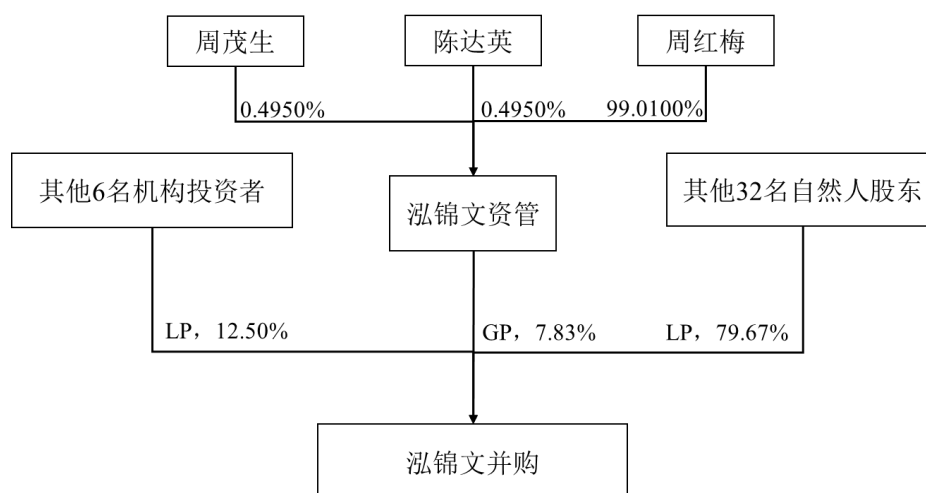 周茂生
陈达英
周红梅
0.4950%
0.4950%
99.0100%
其他6名机构投资者
泓锦文资管
其他32名自然人股东
LP，12.50%
GP，7.83%
LP，79.67%
泓锦文并购